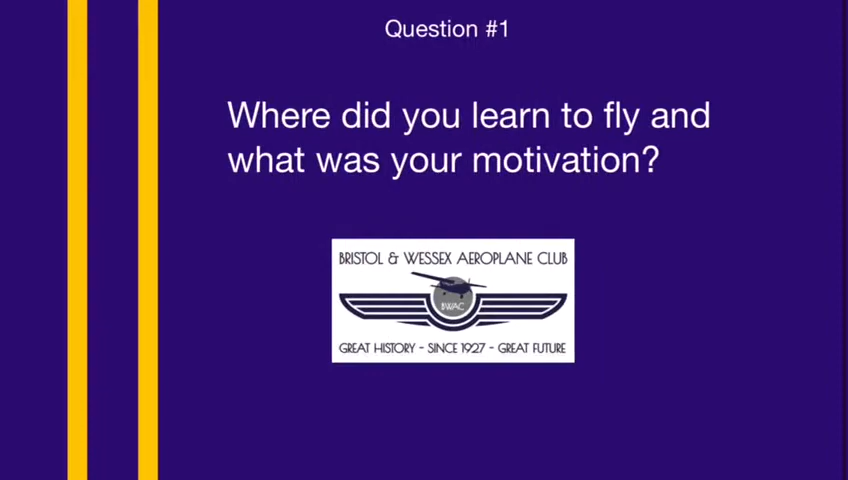 Question #1
Where did you learn to fly and
what was your motivation?
BRISTOL & WESSEX AEROPLANE CLUB
BWAC
GREAT HISTORY - SINCE 1927 - GREAT FUTURE